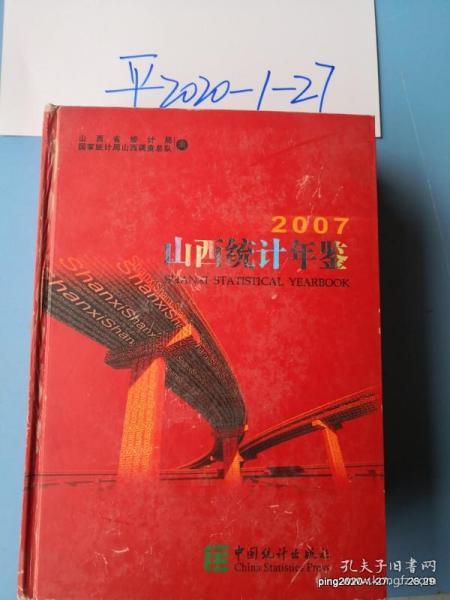 平2020-1-27
山西省统计局
国家统计局山西调查总队
编
2007
山西统计年鉴
SHANXI STATISTICAL YEARBOOK
ShanxiShanxi
ShanxiShan
中国统计出版社
China Statistics Press
孔夫子旧书网